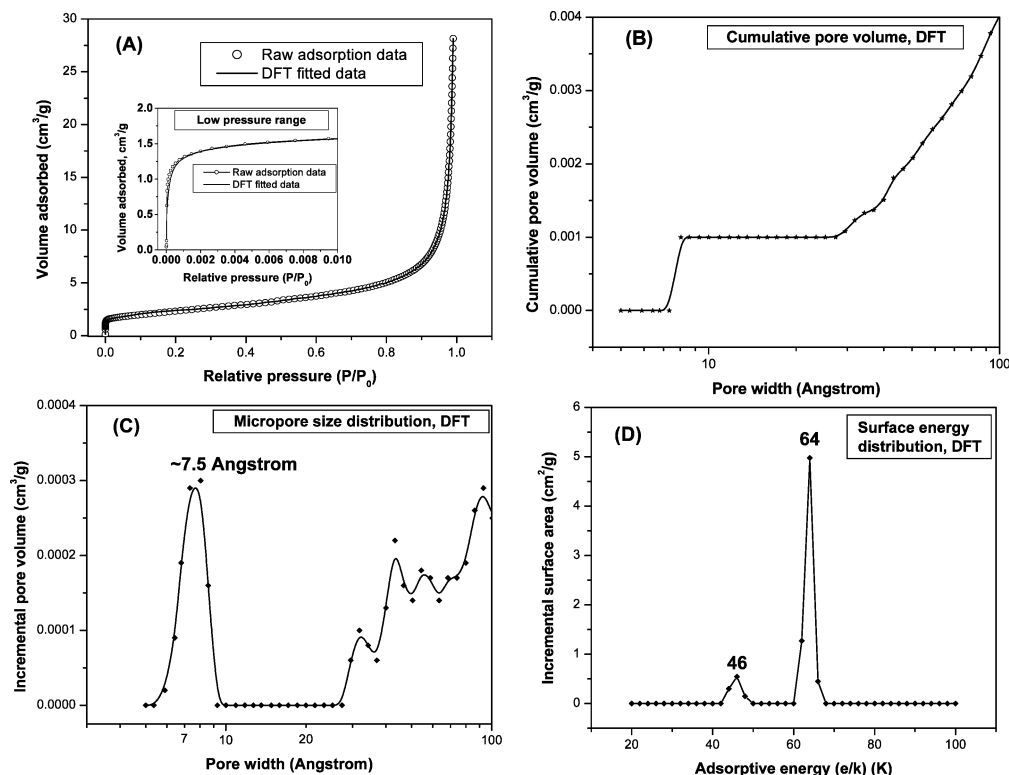 (A)
Raw adsorption data
DFT fitted data
Volume adsorbed (cm³/g)
30
25
20
15
10
5
0
0.0 0.2 0.4 0.6 0.8 1.0
Relative pressure (P/P₀)
Low pressure range
Raw adsorption data
DFT fitted data
Volume adsorbed, cm³/g
2.0
1.5
1.0
0.5
0.0
0.000 0.002 0.004 0.006 0.008 0.010
Relative pressure (P/P₀)
(B)
Cumulative pore volume, DFT
Cumulative pore volume (cm³/g)
0.004
0.003
0.002
0.001
0.000
10 100
Pore width (Angstrom)
(C)
Micropore size distribution, DFT
~7.5 Angstrom
Incremental pore volume (cm³/g)
0.0004
0.0003
0.0002
0.0001
0.0000
7 10 20 100
Pore width (Angstrom)
(D)
Surface energy
distribution, DFT
64
46
Incremental surface area (cm²/g)
6
5
4
3
2
1
0
20 40 60 80 100
Adsorptive energy (e/k) (K)